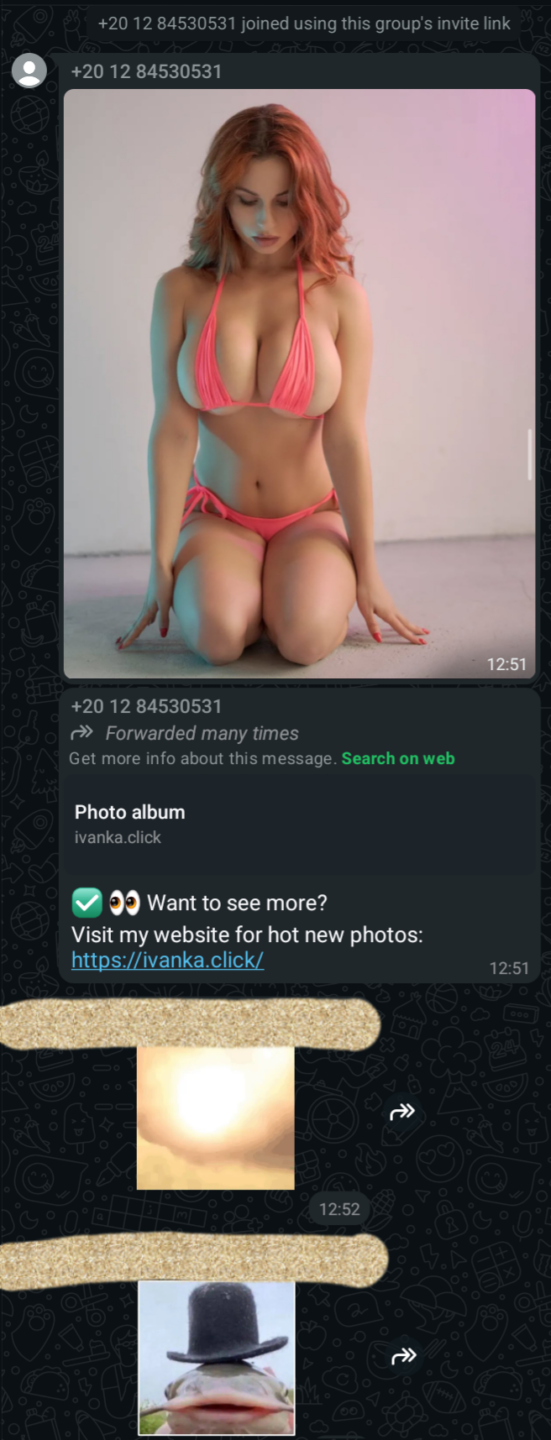 +20 12 84530531 joined using this group's invite link
+20 12 84530531
12:51
+20 12 84530531
Forwarded many times
Get more info about this message. Search on web
Photo album
ivanka.click
✅ 👀 Want to see more?
Visit my website for hot new photos:
https://ivanka.click/
12:51
12:52